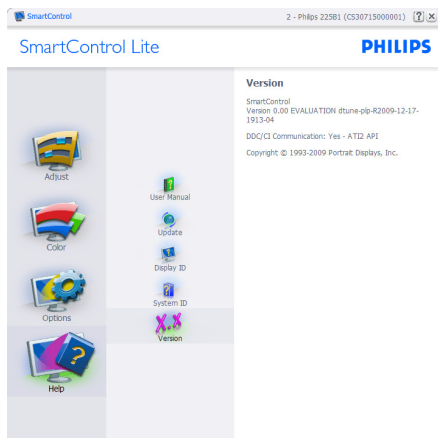 SmartControl
2 - Philips 225B1 (CS30715000001)
SmartControl Lite
PHILIPS
Adjust
Color
Options
Help
User Manual
Update
Display ID
System ID
X.X
Version
Version
SmartControl
Version 0.00 EVALUATION dtune-plp-R2009-12-17-
1913-04
DDC/CI Communication: Yes - ATI2 API
Copyright © 1993-2009 Portrait Displays, Inc.